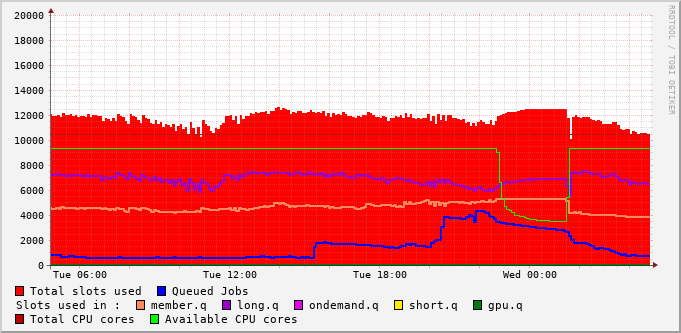 20000
18000
16000
14000
12000
10000
8000
6000
4000
2000
0
Tue 06:00 Tue 12:00 Tue 18:00 Wed 00:00
RRDTOOL / TOBI OETIKER
Total slots used Queued Jobs
Slots used in : member.q long.q ondemand.q short.q gpu.q
Total CPU cores Available CPU cores